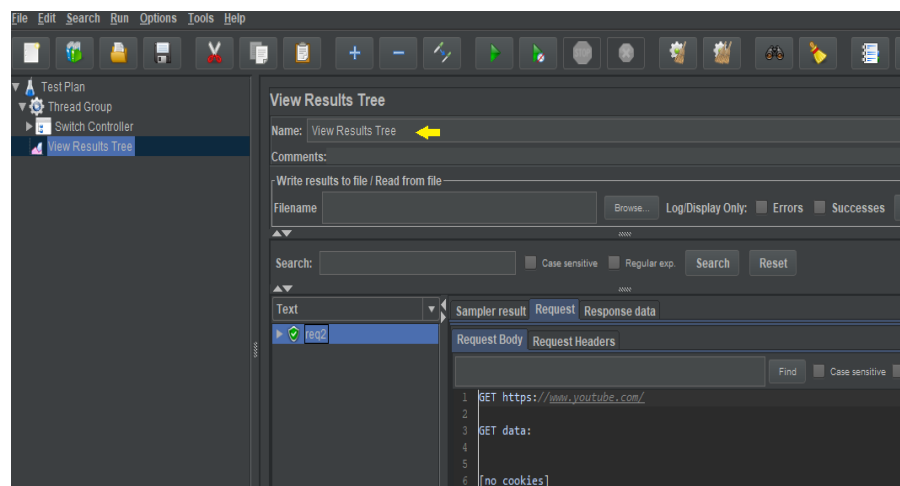 File Edit Search Run Options Tools Help
Test Plan
Thread Group
Switch Controller
View Results Tree
View Results Tree
Name: View Results Tree
Comments:
Write results to file / Read from file
Filename Browse... Log/Display Only: Errors Successes
Search: Case sensitive Regular exp. Search Reset
Text
req2
Sampler result Request Response data
Request Body Request Headers
Find Case sensitive
1 GET https://www.youtube.com/
2
3 GET data:
4
5
6 [no cookies]